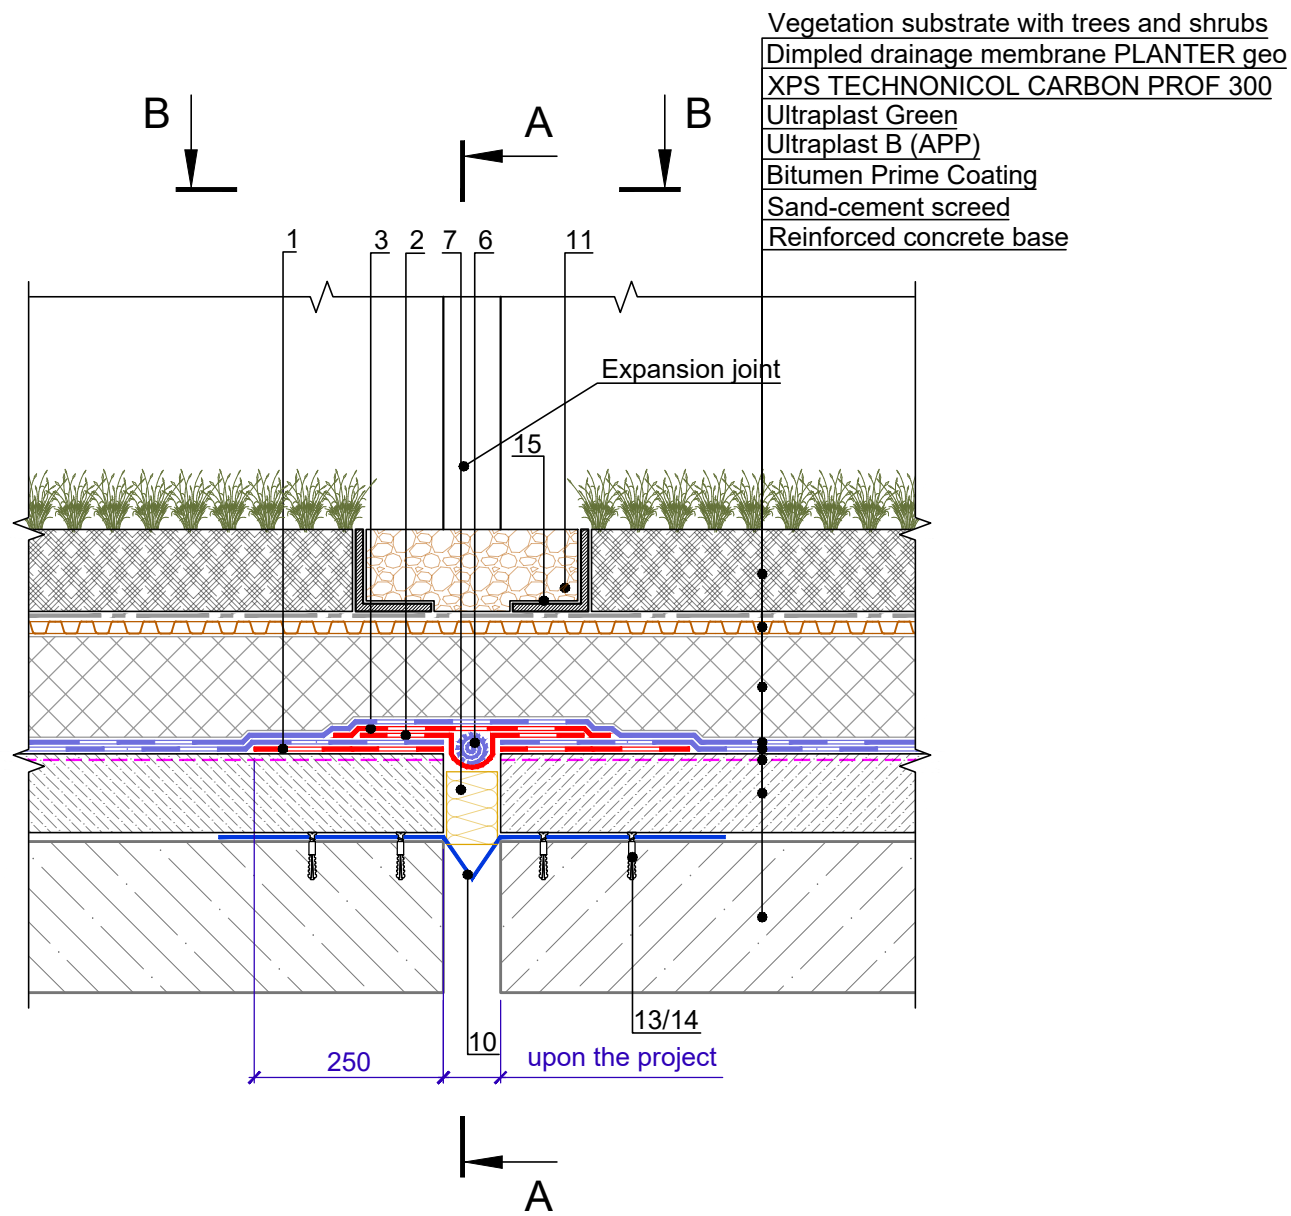 Vegetation substrate with trees and shrubs
Dimpled drainage membrane PLANTER geo
XPS TECHNONICOL CARBON PROF 300
Ultraplast Green
Ultraplast B (APP)
Bitumen Prime Coating
Sand-cement screed
Reinforced concrete base
B
A
B
1
3
2
7
6
11
Expansion joint
15
13/14
10
250
upon the project
A